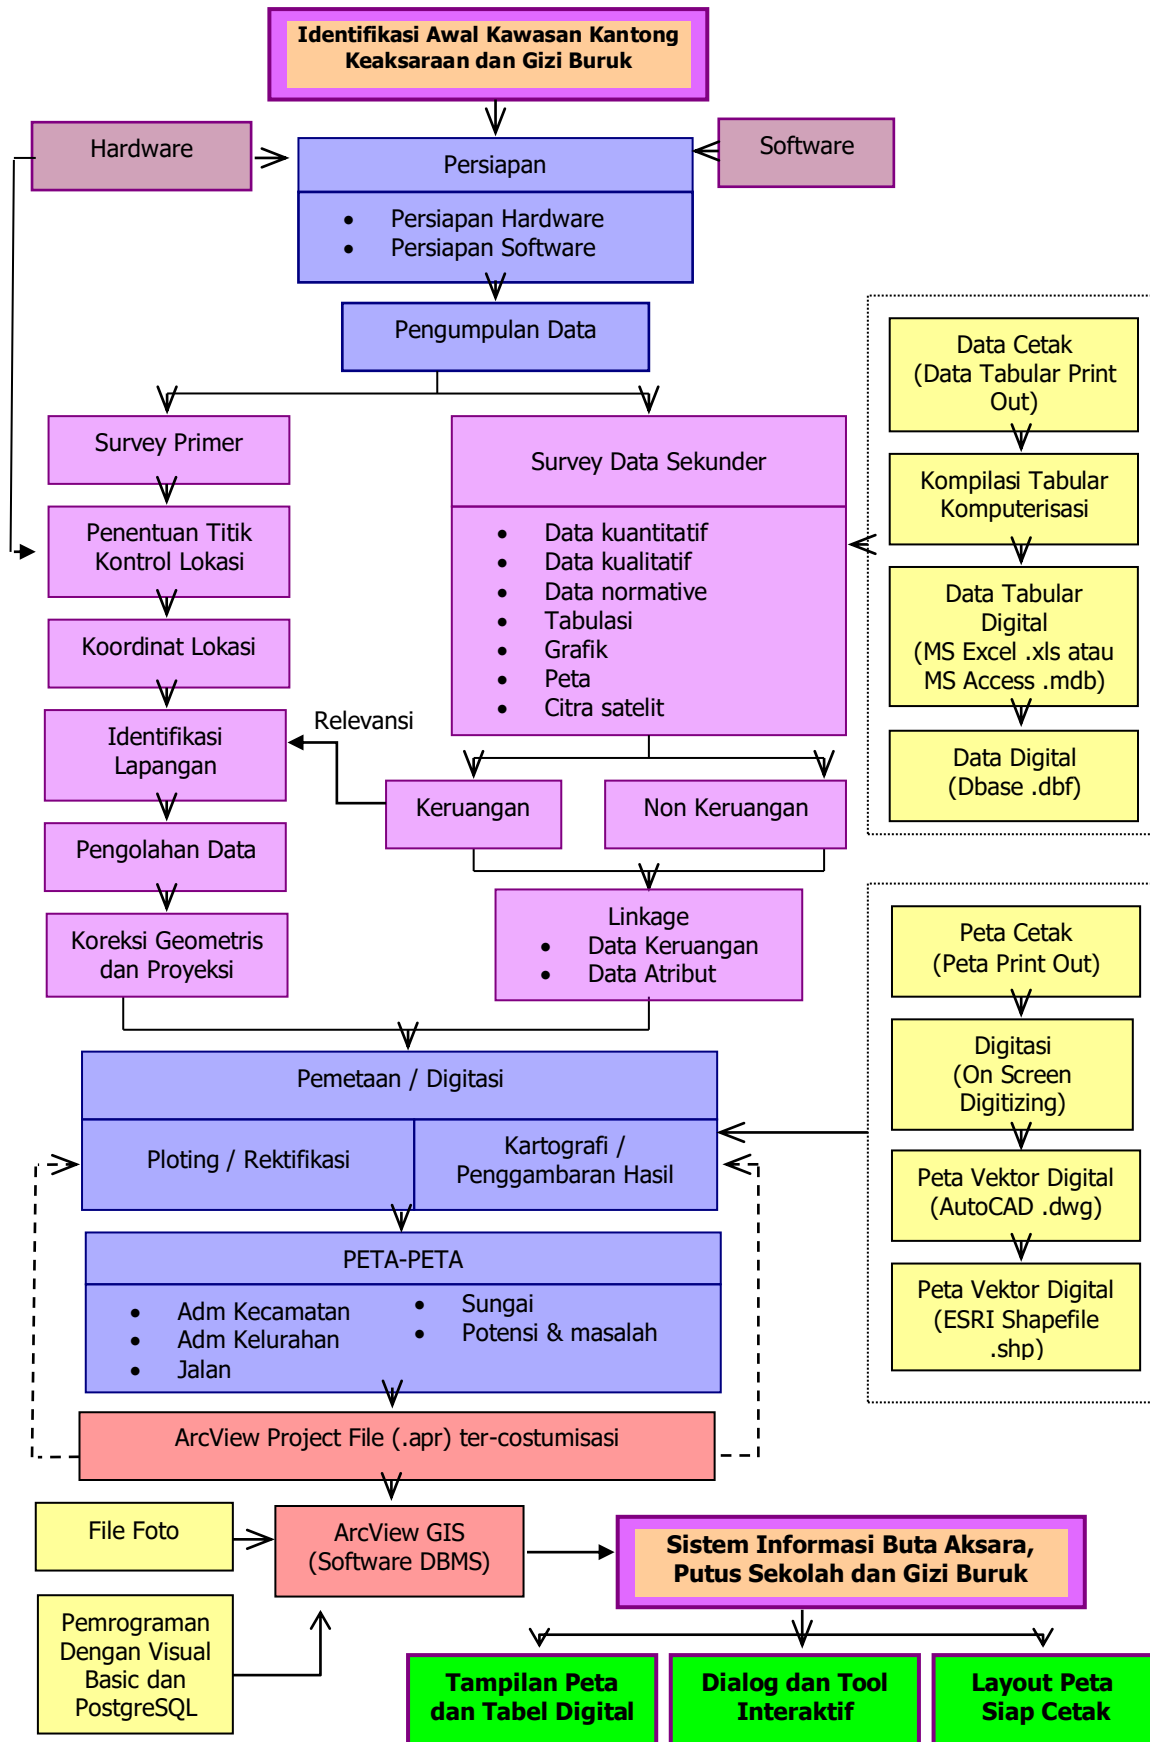 Identifikasi Awal Kawasan Kantong
Keaksaraan dan Gizi Buruk
Hardware
Software
Persiapan
• Persiapan Hardware
• Persiapan Software
Pengumpulan Data
Survey Primer
Penentuan Titik
Kontrol Lokasi
Koordinat Lokasi
Identifikasi
Lapangan
Pengolahan Data
Koreksi Geometris
dan Proyeksi
Survey Data Sekunder
• Data kuantitatif
• Data kualitatif
• Data normative
• Tabulasi
• Grafik
• Peta
• Citra satelit
Relevansi
Keruangan
Non Keruangan
Linkage
• Data Keruangan
• Data Atribut
Data Cetak
(Data Tabular Print
Out)
Kompilasi Tabular
Komputerisasi
Data Tabular
Digital
(MS Excel .xls atau
MS Access .mdb)
Data Digital
(Dbase .dbf)
Peta Cetak
(Peta Print Out)
Digitasi
(On Screen
Digitizing)
Peta Vektor Digital
(AutoCAD .dwg)
Peta Vektor Digital
(ESRI Shapefile
.shp)
Pemetaan / Digitasi
Ploting / Rektifikasi
Kartografi /
Penggambaran Hasil
PETA-PETA
• Adm Kecamatan
• Adm Kelurahan
• Jalan
• Sungai
• Potensi & masalah
ArcView Project File (.apr) ter-costumisasi
File Foto
ArcView GIS
(Software DBMS)
Pemrograman
Dengan Visual
Basic dan
PostgreSQL
Sistem Informasi Buta Aksara,
Putus Sekolah dan Gizi Buruk
Tampilan Peta
dan Tabel Digital
Dialog dan Tool
Interaktif
Layout Peta
Siap Cetak